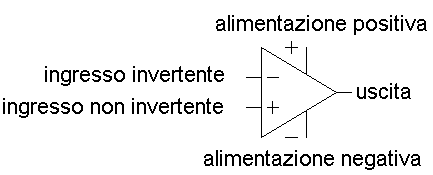 alimentazione positiva
+
ingresso invertente −
ingresso non invertente +
uscita
−
alimentazione negativa